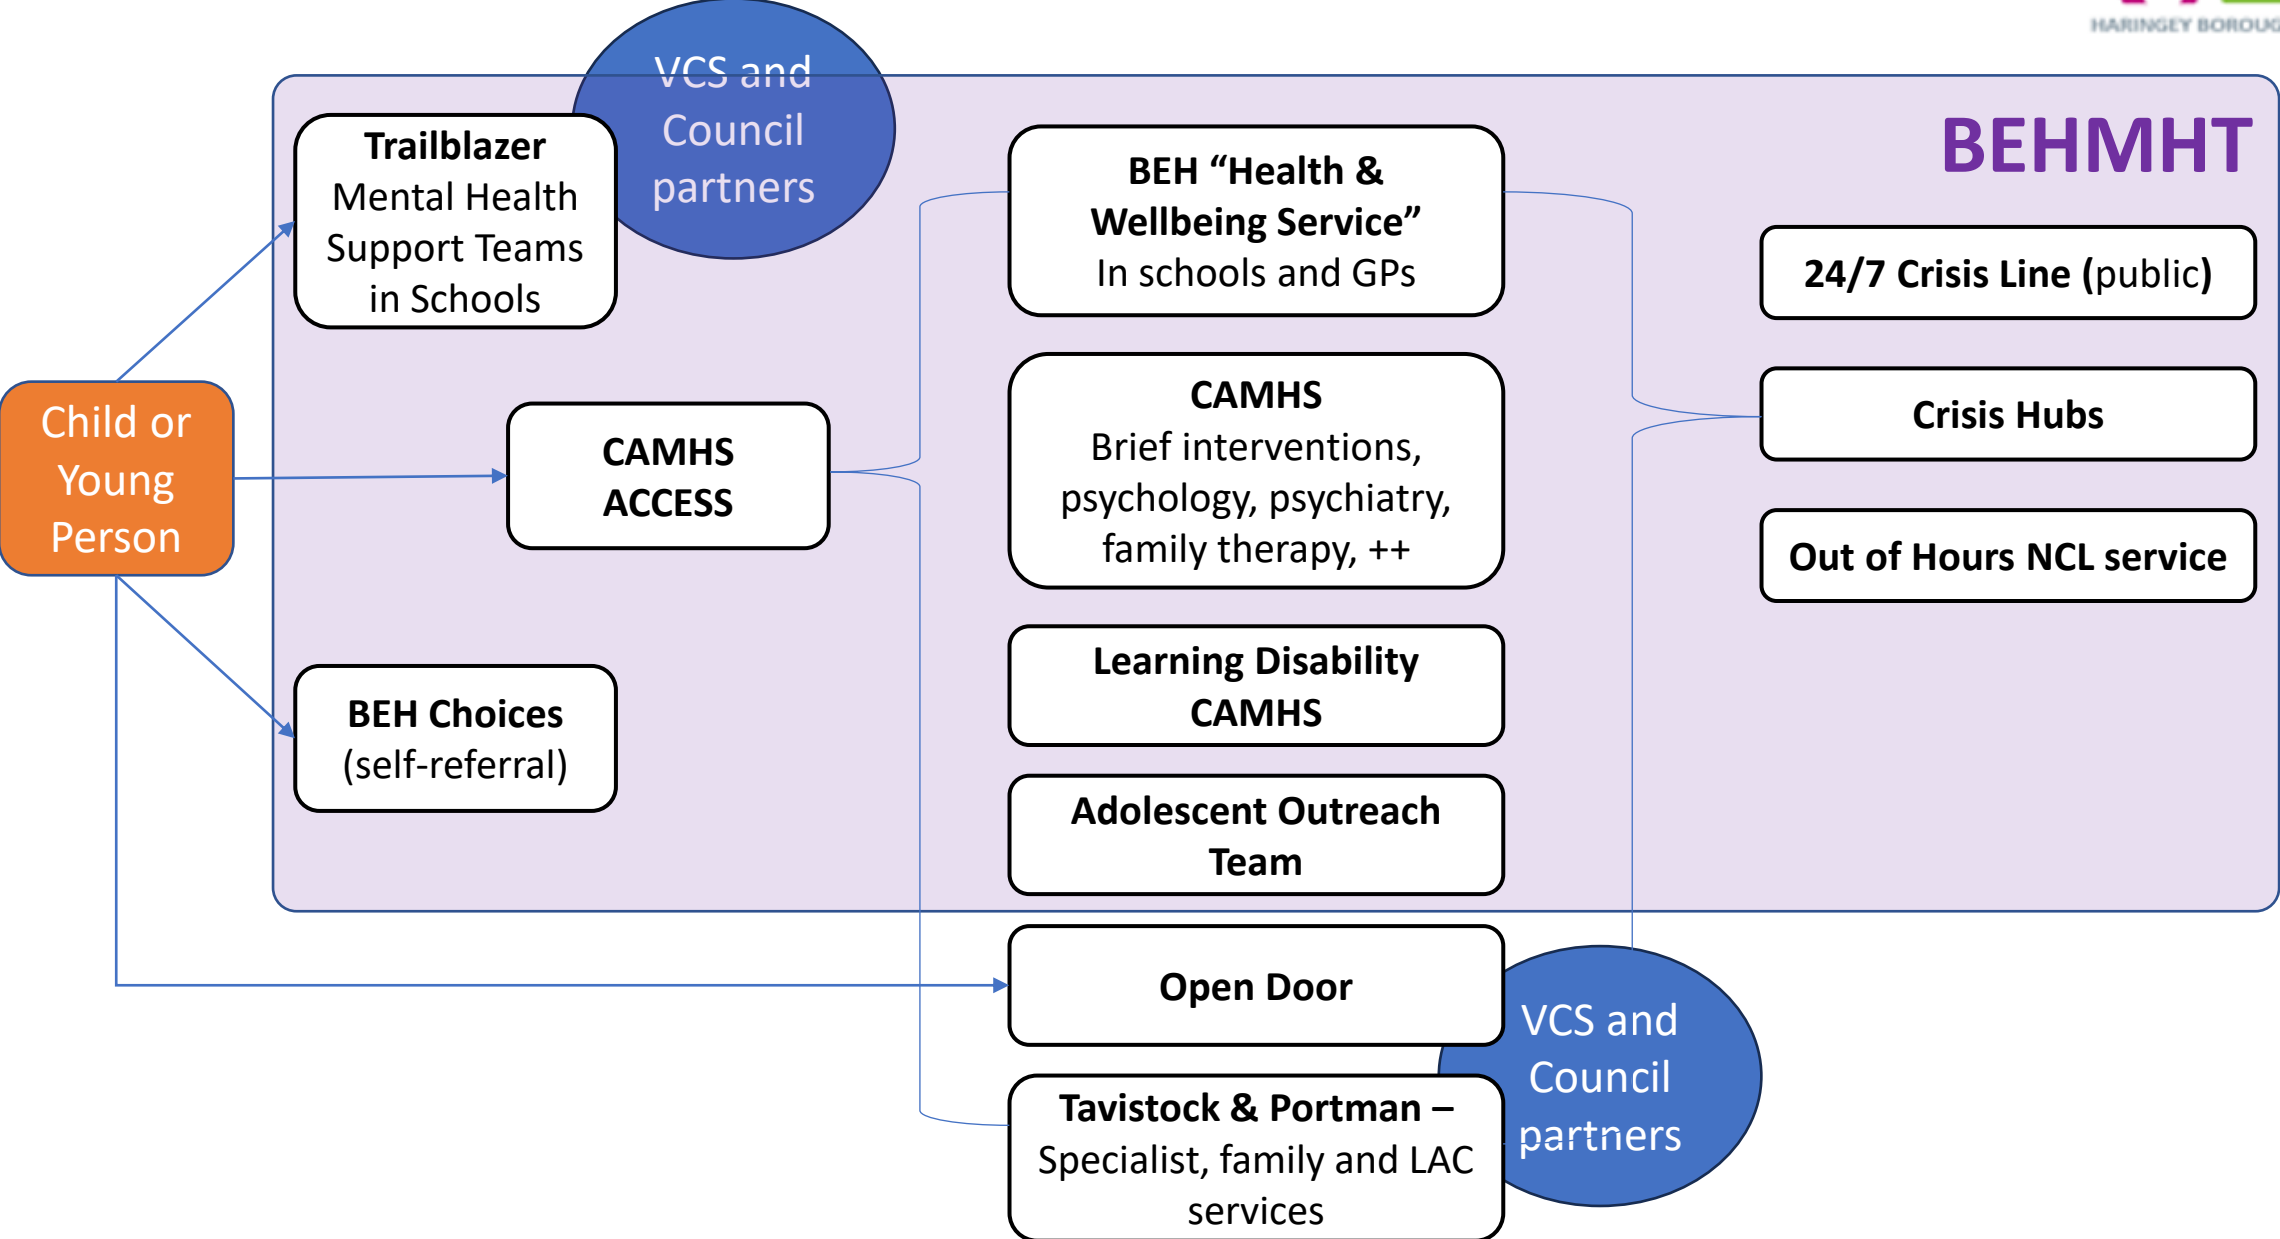 HARINGEY
VCS and
Council
partners
BEHMHT
Trailblazer
Mental Health
Support Teams
in Schools
BEH “Health &
Wellbeing Service”
In schools and GPs
24/7 Crisis Line (public)
Child or
Young
Person
CAMHS
ACCESS
CAMHS
Brief interventions,
psychology, psychiatry,
family therapy, ++
Crisis Hubs
Out of Hours NCL service
BEH Choices
(self-referral)
Learning Disability
CAMHS
Adolescent Outreach
Team
Open Door
VCS and
Council
partners
Tavistock & Portman –
Specialist, family and LAC
services